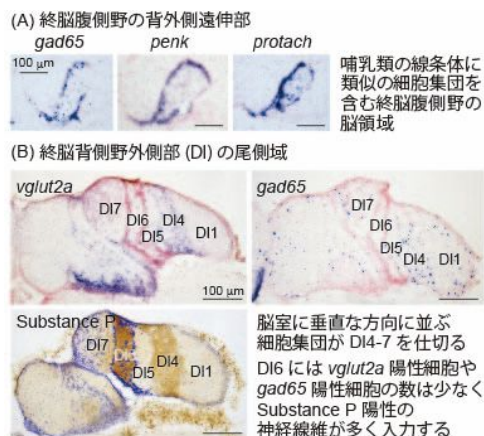 (A) 終脳腹側野の背外側遠伸部
gad65 penk protach
100 μm
哺乳類の線条体に
類似の細胞集団を
含む終脳腹側野の
脳領域
(B) 終脳背側野外側部 (Dl) の尾側域
vglut2a
Dl7
Dl6
Dl4
Dl5
Dl1
100 μm
gad65
Dl7
Dl6
Dl5
Dl4
Dl1
Substance P
Dl7
Dl6
Dl5
Dl4
Dl1
脳室に垂直な方向に並ぶ
細胞集団が Dl4-7 を仕切る
Dl6 には vglut2a 陽性細胞や
gad65 陽性細胞の数は少なく
Substance P 陽性の
神経線維が多く入力する